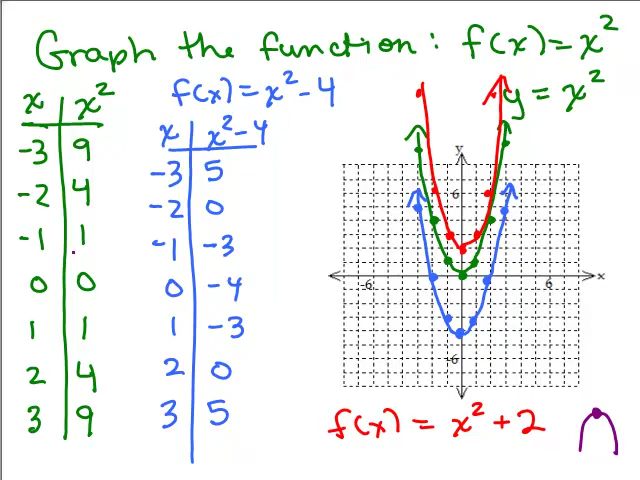 Graph the function: f(x) = x²
f(x) = x² - 4
y = x²
x x²
-3 9
-2 4
-1 1
0 0
1 1
2 4
3 9
x x² - 4
-3 5
-2 0
-1 -3
0 -4
1 -3
2 0
3 5
y
6
-6 6 x
-6
f(x) = x² + 2